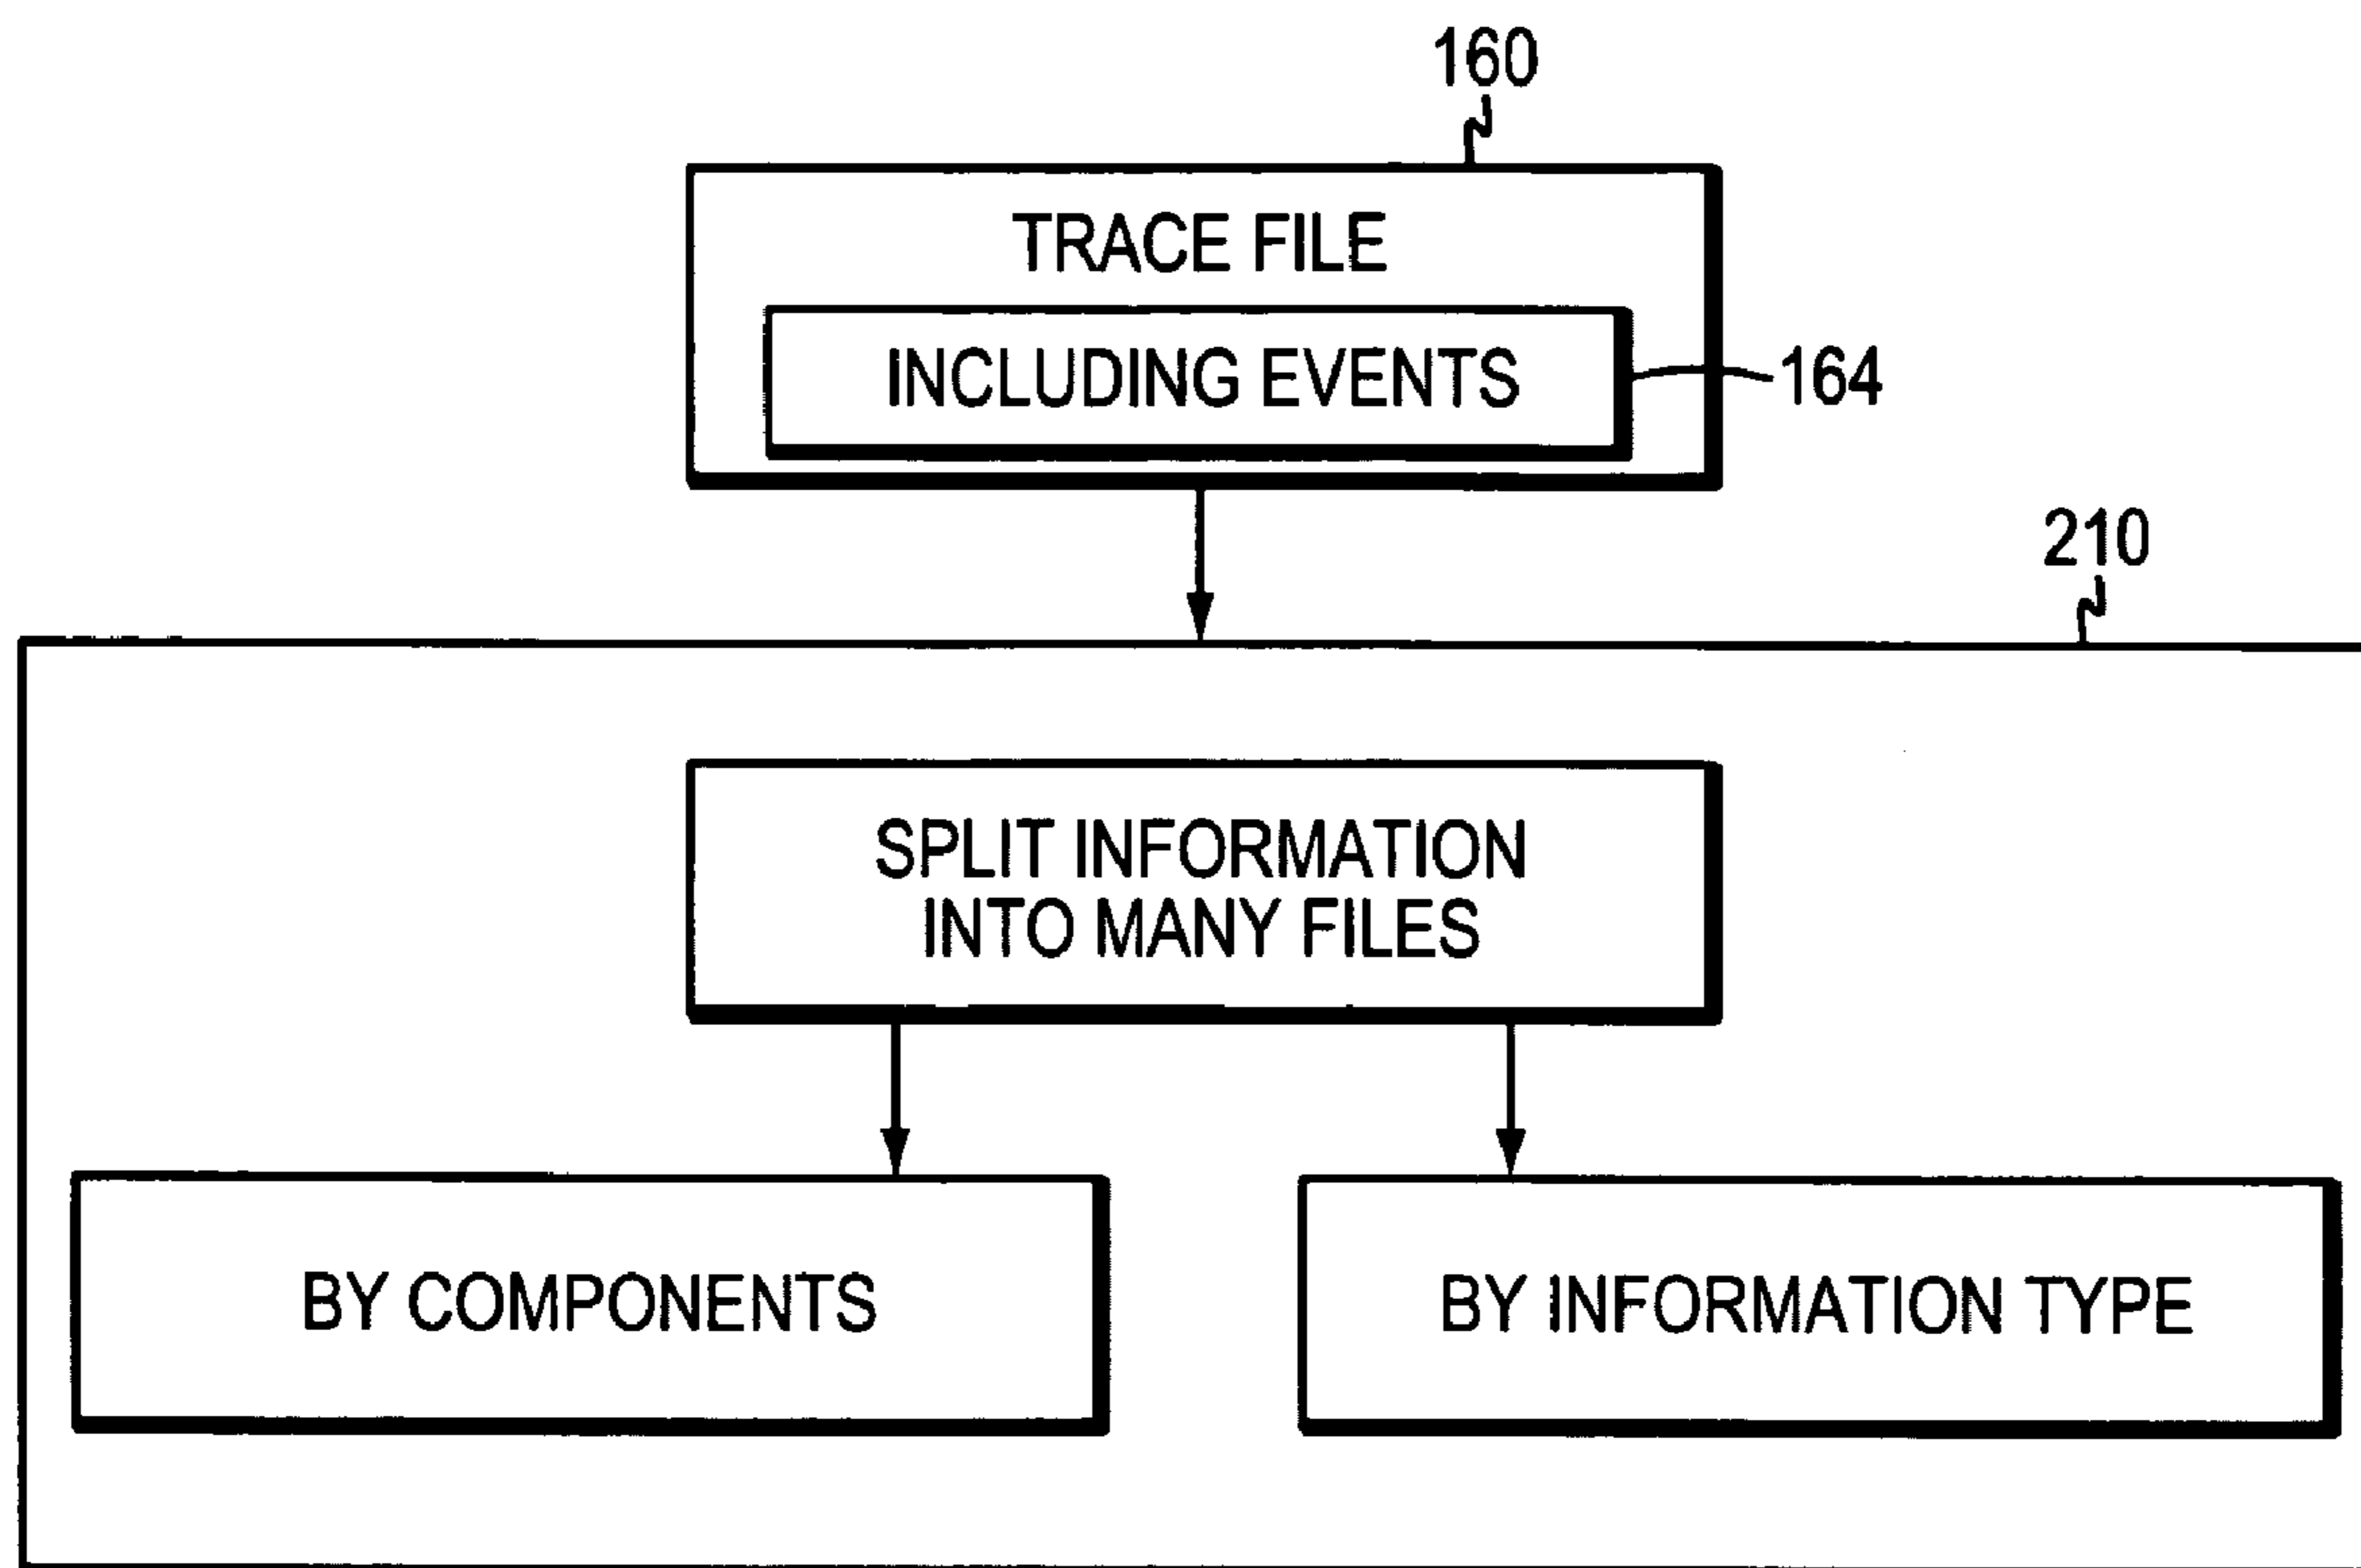 160
TRACE FILE
INCLUDING EVENTS
164
210
SPLIT INFORMATION
INTO MANY FILES
BY COMPONENTS
BY INFORMATION TYPE